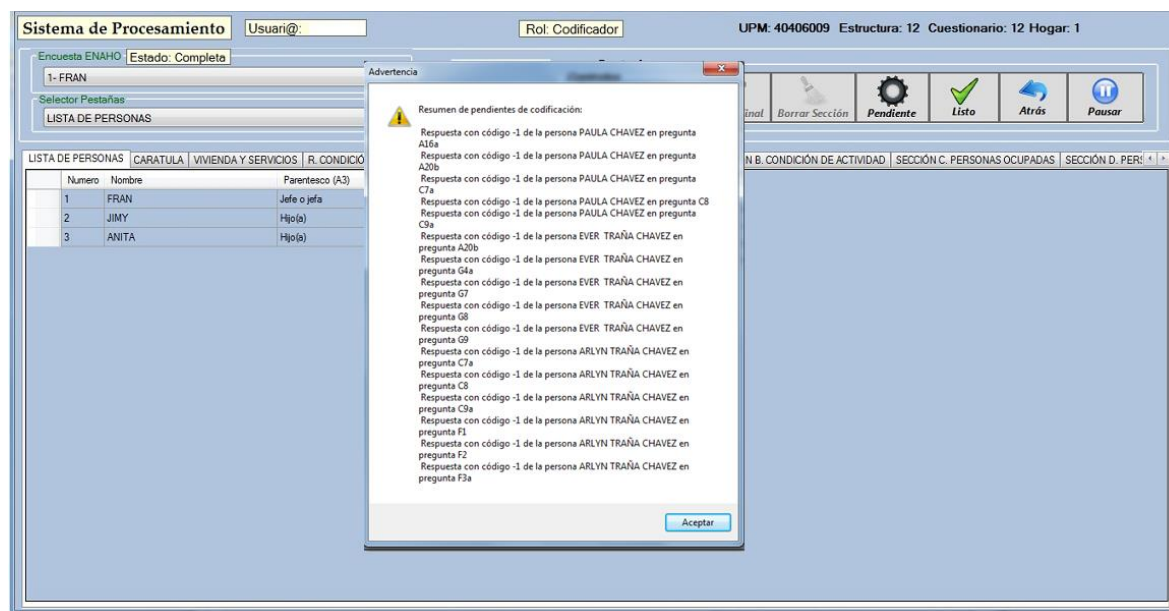 Sistema de Procesamiento
Usuari@:
Rol: Codificador
UPM: 40406009 Estructura: 12 Cuestionario: 12 Hogar: 1
Encuesta ENAHO
Estado: Completa
1- FRAN
Selector Pestañas
LISTA DE PERSONAS
Borrar Sección
Pendiente
Listo
Atrás
Pausar
LISTA DE PERSONAS
CARATULA
VIVIENDA Y SERVICIOS
R. CONDICIÓ
N B. CONDICIÓN DE ACTIVIDAD
SECCIÓN C. PERSONAS OCUPADAS
SECCIÓN D. PERS
Numero Nombre Parentesco (A3)
1 FRAN Jefe o jefa
2 JIMY Hijo(a)
3 ANITA Hijo(a)
Advertencia
Resumen de pendientes de codificación:
Respuesta con código -1 de la persona PAULA CHAVEZ en pregunta
A16a
Respuesta con código -1 de la persona PAULA CHAVEZ en pregunta
A20b
Respuesta con código -1 de la persona PAULA CHAVEZ en pregunta
C7a
Respuesta con código -1 de la persona PAULA CHAVEZ en pregunta C8
Respuesta con código -1 de la persona PAULA CHAVEZ en pregunta
C9a
Respuesta con código -1 de la persona EVER TRAÑA CHAVEZ en
pregunta A20b
Respuesta con código -1 de la persona EVER TRAÑA CHAVEZ en
pregunta G4a
Respuesta con código -1 de la persona EVER TRAÑA CHAVEZ en
pregunta G7
Respuesta con código -1 de la persona EVER TRAÑA CHAVEZ en
pregunta G8
Respuesta con código -1 de la persona EVER TRAÑA CHAVEZ en
pregunta G9
Respuesta con código -1 de la persona ARLYN TRAÑA CHAVEZ en
pregunta C7a
Respuesta con código -1 de la persona ARLYN TRAÑA CHAVEZ en
pregunta C8
Respuesta con código -1 de la persona ARLYN TRAÑA CHAVEZ en
pregunta C9a
Respuesta con código -1 de la persona ARLYN TRAÑA CHAVEZ en
pregunta F1
Respuesta con código -1 de la persona ARLYN TRAÑA CHAVEZ en
pregunta F2
Respuesta con código -1 de la persona ARLYN TRAÑA CHAVEZ en
pregunta F3a
Aceptar